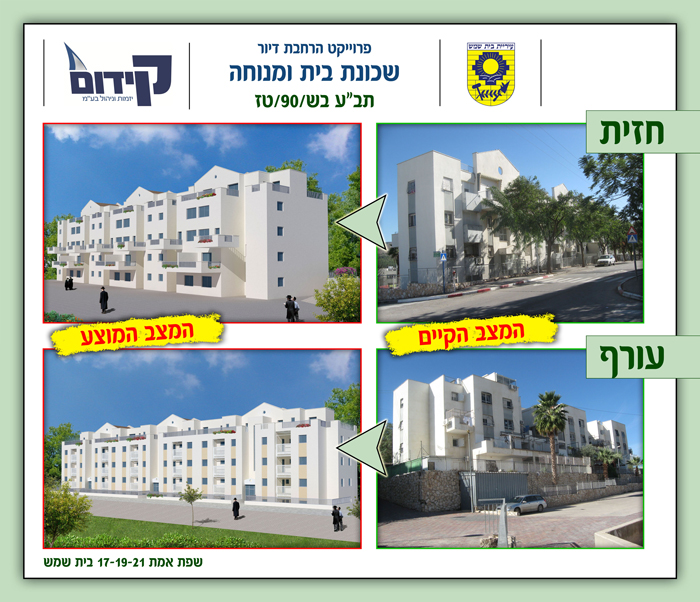 פרוייקט הרחבת דיור
שכונת בית ומנוחה
תב"ע בש/90/טז
עיריית בית שמש
קידום
יזמות וניהול בע"מ
חזית
המצב הקיים
המצב המוצע
עורף
שפת אמת 17-19-21 בית שמש